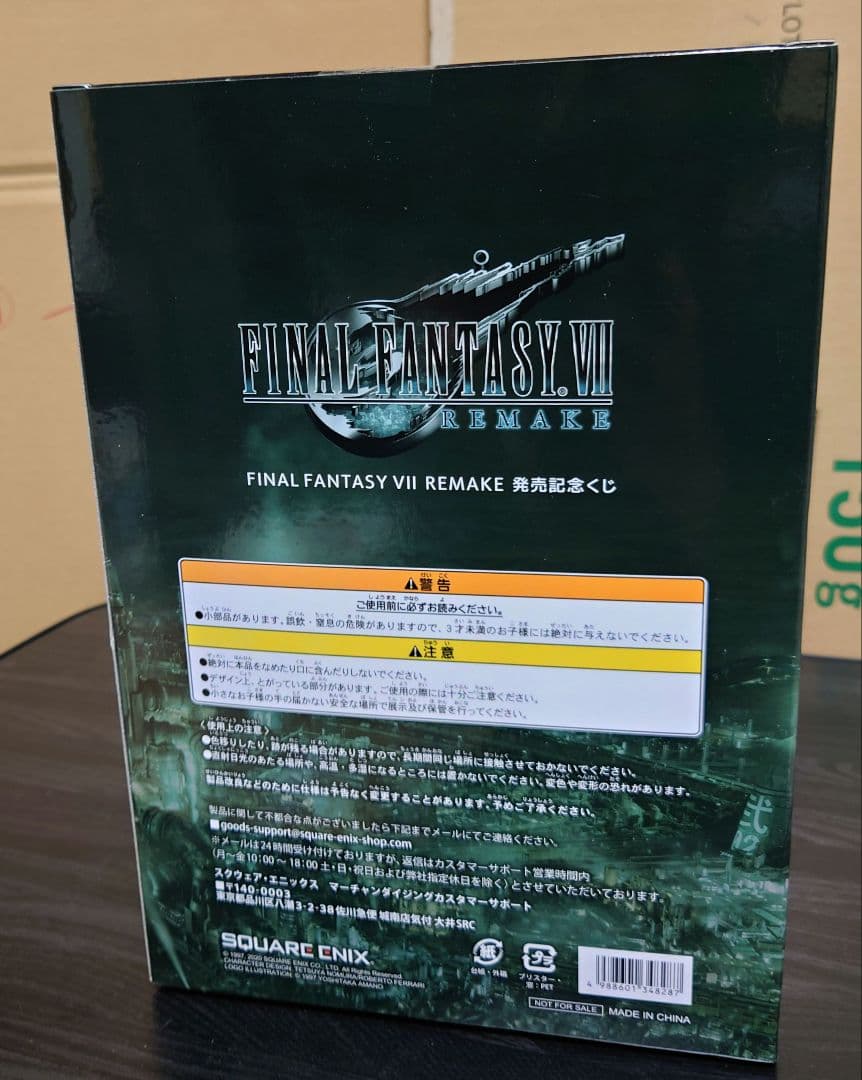 LOT
150g
FINAL FANTASY. VII
REMAKE
FINAL FANTASY VII REMAKE 発売記念くじ
⚠警告
ご使用前に必ずお読みください。
●小部品があります。誤飲・窒息の危険がありますので、3才未満のお子様には絶対に与えないでください。
⚠注意
●絶対に本品をなめたり口に含んだりしないでください。
●デザイン上、とがっている部分があります。ご使用の際には十分ご注意ください。
●小さなお子様の手の届かない安全な場所で展示及び保管を行ってください。
〈使用上の注意〉
●色移りしたり、跡が残る場合がありますので、長期間同じ場所に接触させておかないでください。
●直射日光のあたる場所や、高温・多湿になるところには置かないでください。変色や変形の恐れがあります。
製品改良などのために仕様は予告なく変更することがあります。予めご了承ください。
製品に関して不都合な点がございましたら下記までメールにてご連絡ください。
■goods-support@square-enix-shop.com
※メールは24時間受け付けておりますが、返信はカスタマーサポート営業時間内
(月〜金10:00〜18:00 土・日・祝日および弊社指定休日を除く)とさせていただいております。
スクウェア・エニックス マーチャンダイジングカスタマーサポート
■〒140-0003
東京都品川区八潮3-2-38 佐川急便 城南店気付 大井SRC
SQUARE ENIX
© 1997, 2020 SQUARE ENIX CO., LTD. All Rights Reserved.
CHARACTER DESIGN: TETSUYA NOMURA/ROBERTO FERRARI
LOGO ILLUSTRATION: © 1997 YOSHITAKA AMANO
紙
台紙・外箱
プラ
ブリスター・
窓:PET
4 988601 348287
NOT FOR SALE
MADE IN CHINA